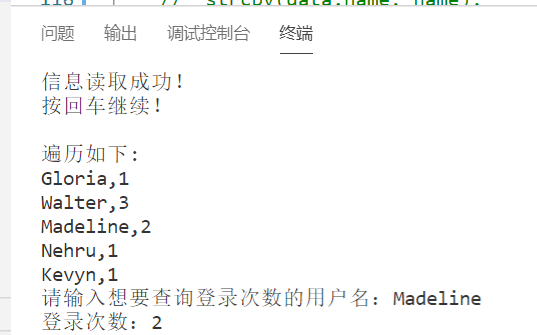 116 // strcpy(data.name, name);
问题 输出 调试控制台 终端
信息读取成功!
按回车继续!
遍历如下:
Gloria,1
Walter,3
Madeline,2
Nehru,1
Kevyn,1
请输入想要查询登录次数的用户名: Madeline
登录次数: 2